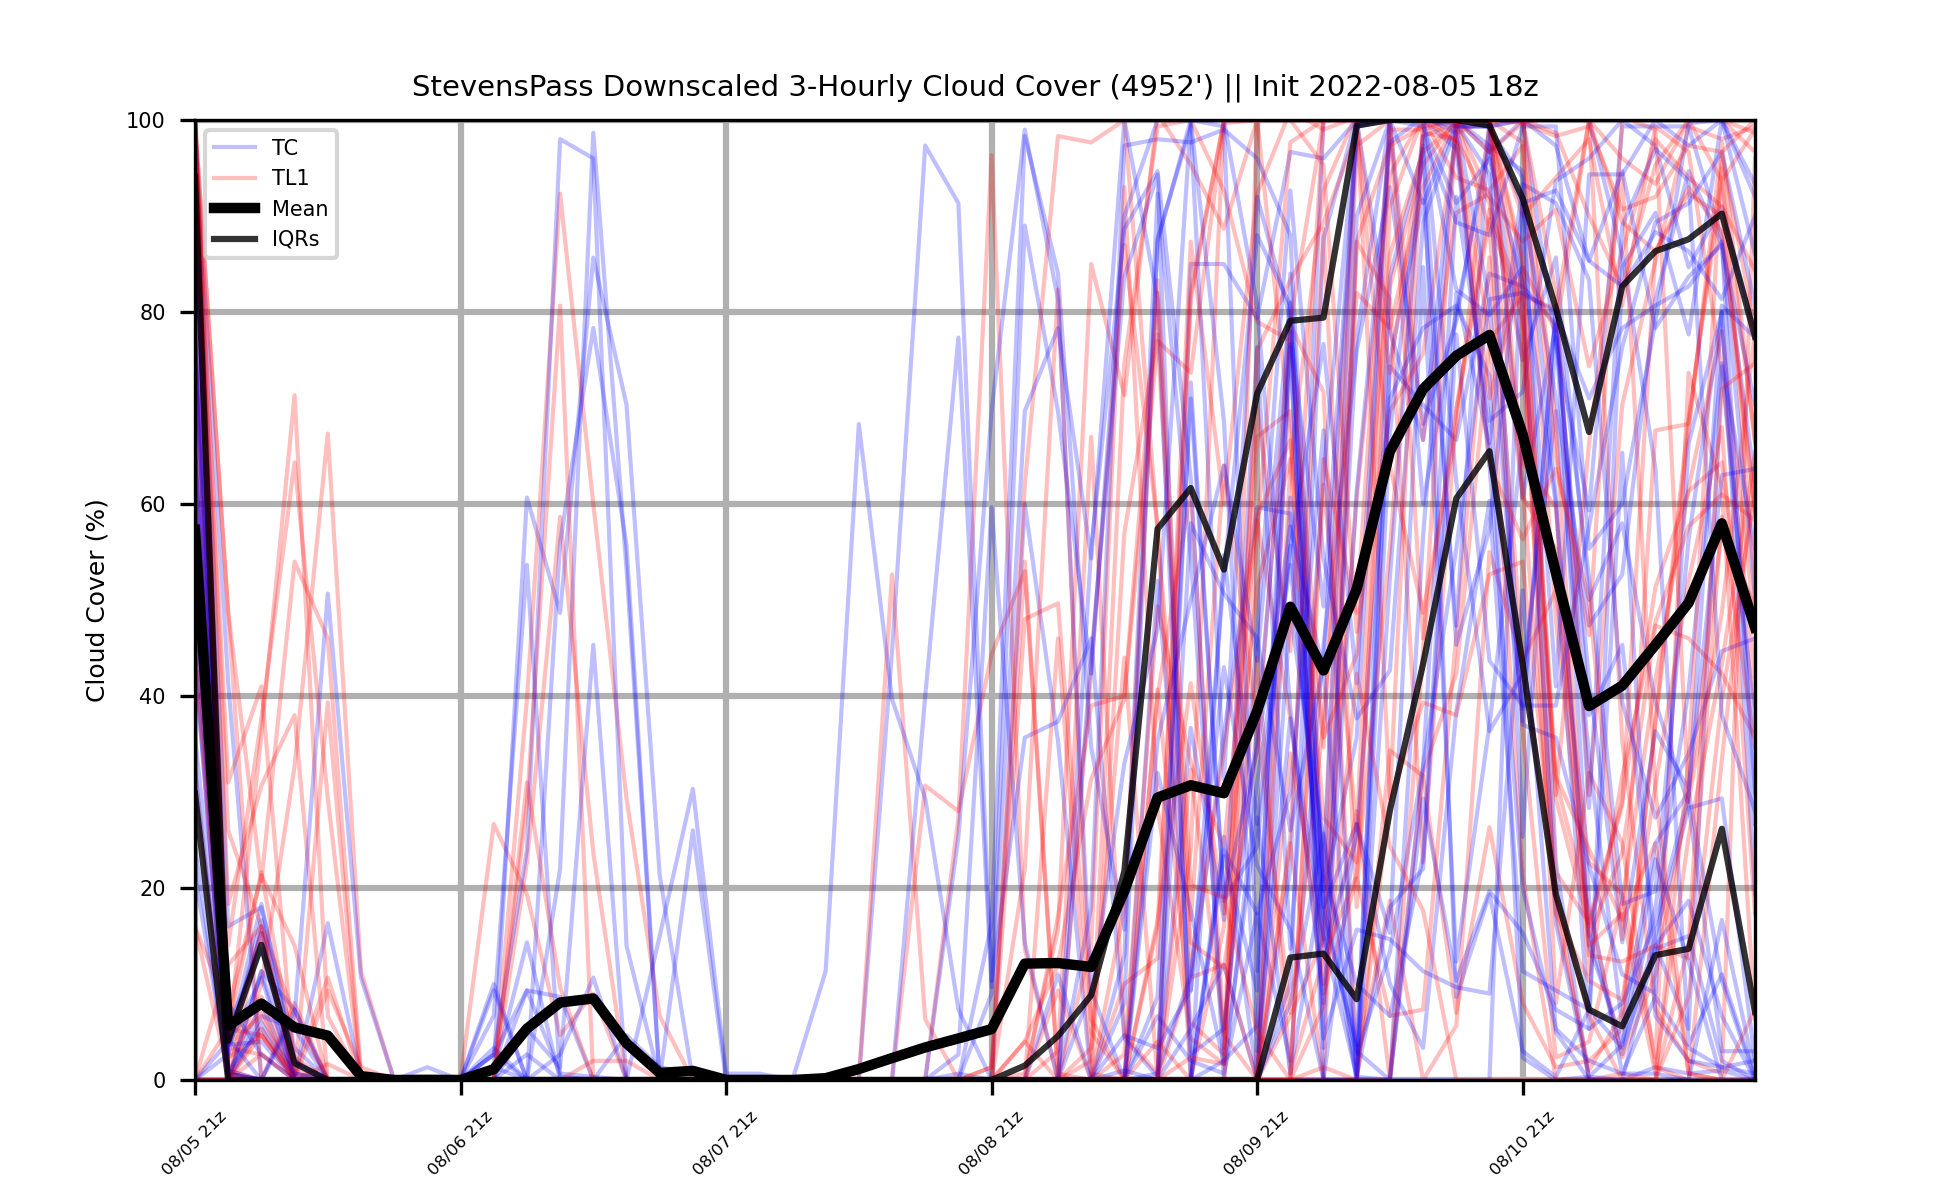 StevensPass Downscaled 3-Hourly Cloud Cover (4952') || Init 2022-08-05 18z
TC
TL1
Mean
IQRs
Cloud Cover (%)
100
80
60
40
20
0
08/05 21z
08/06 21z
08/07 21z
08/08 21z
08/09 21z
08/10 21z